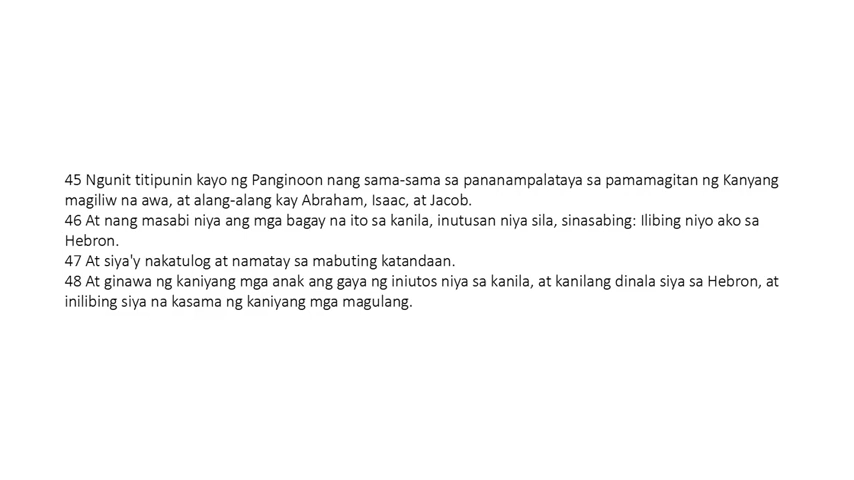 45 Ngunit titipunin kayo ng Panginoon nang sama-sama sa pananampalataya sa pamamagitan ng Kanyang
magiliw na awa, at alang-alang kay Abraham, Isaac, at Jacob.
46 At nang masabi niya ang mga bagay na ito sa kanila, inutusan niya sila, sinasabing: Ilibing niyo ako sa
Hebron.
47 At siya'y nakatulog at namatay sa mabuting katandaan.
48 At ginawa ng kaniyang mga anak ang gaya ng iniutos niya sa kanila, at kanilang dinala siya sa Hebron, at
inilibing siya na kasama ng kaniyang mga magulang.